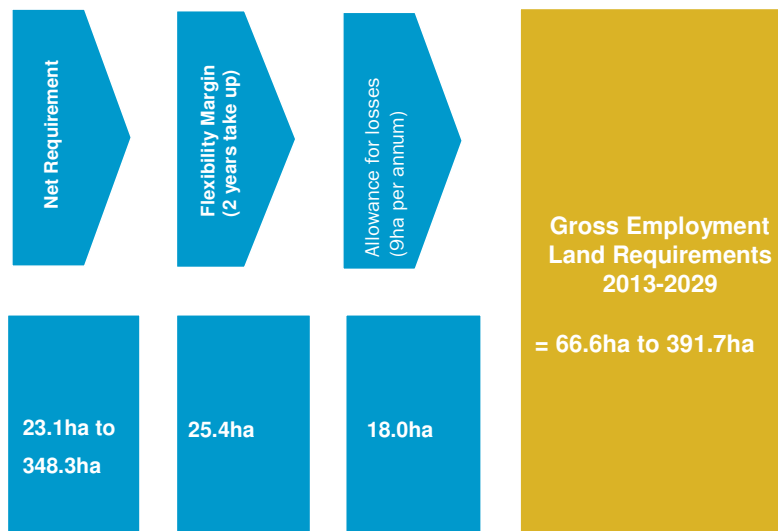 Net Requirement
Flexibility Margin
(2 years take up)
Allowance for losses
(9ha per annum)
Gross Employment
Land Requirements
2013-2029
= 66.6ha to 391.7ha
23.1ha to
348.3ha
25.4ha
18.0ha